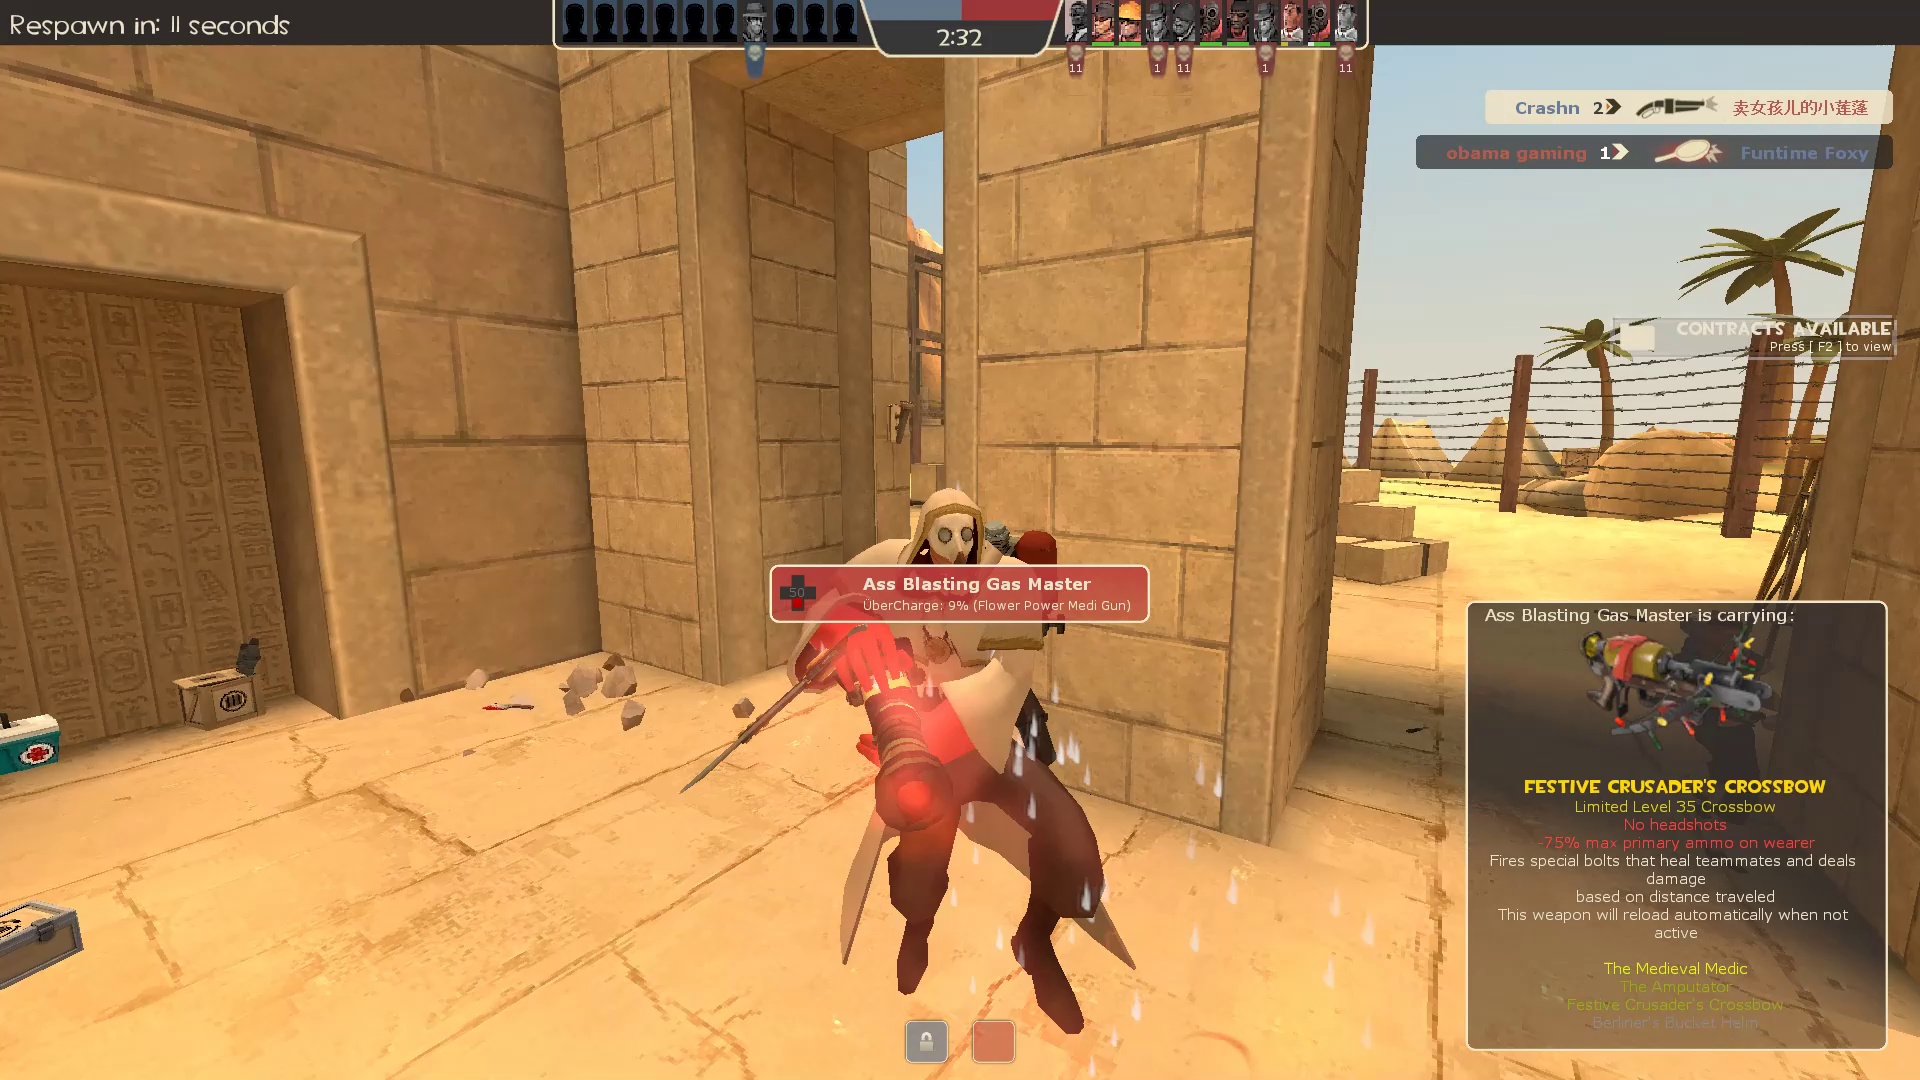 Respawn in: 11 seconds
2:32
11
1
11
1
11
Crashn 2 卖女孩儿的小莲蓬
obama gaming 1 Funtime Foxy
CONTRACTS AVAILABLE
Press [ F2 ] to view
50
Ass Blasting Gas Master
ÜberCharge: 9% (Flower Power Medi Gun)
Ass Blasting Gas Master is carrying:
FESTIVE CRUSADER'S CROSSBOW
Limited Level 35 Crossbow
No headshots
-75% max primary ammo on wearer
Fires special bolts that heal teammates and deals
damage
based on distance traveled
This weapon will reload automatically when not
active
The Medieval Medic
The Amputator
Festive Crusader's Crossbow
Berliner's Bucket Helm